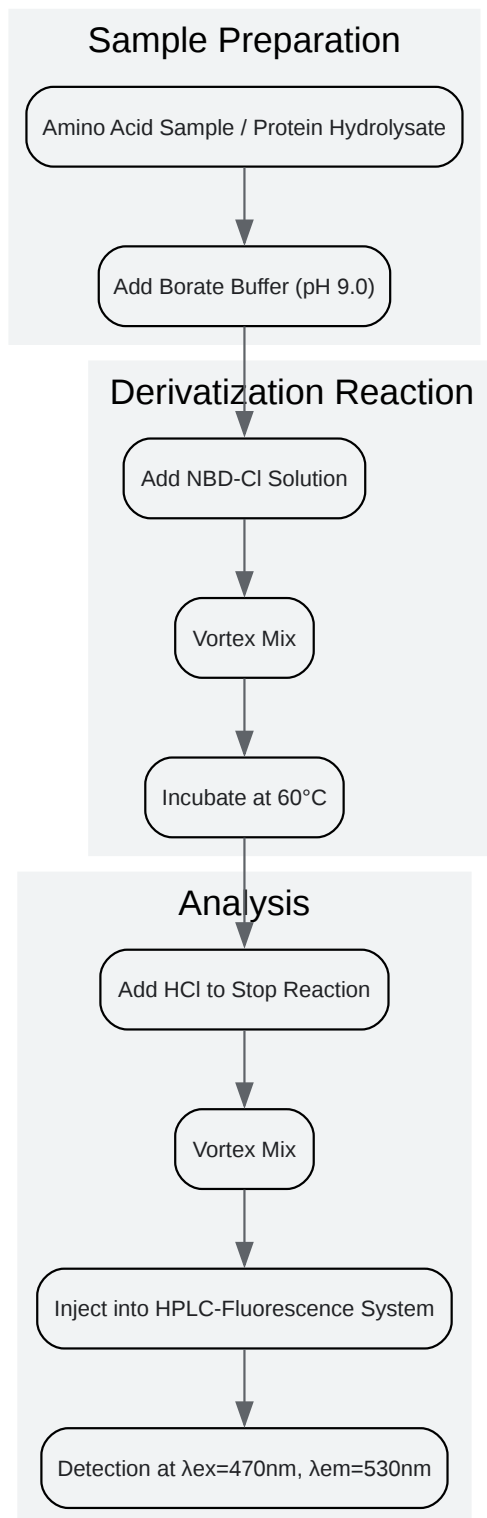 Sample Preparation
Amino Acid Sample / Protein Hydrolysate
Add Borate Buffer (pH 9.0)
Derivatization Reaction
Add NBD-Cl Solution
Vortex Mix
Incubate at 60°C
Analysis
Add HCl to Stop Reaction
Vortex Mix
Inject into HPLC-Fluorescence System
Detection at λex=470nm, λem=530nm